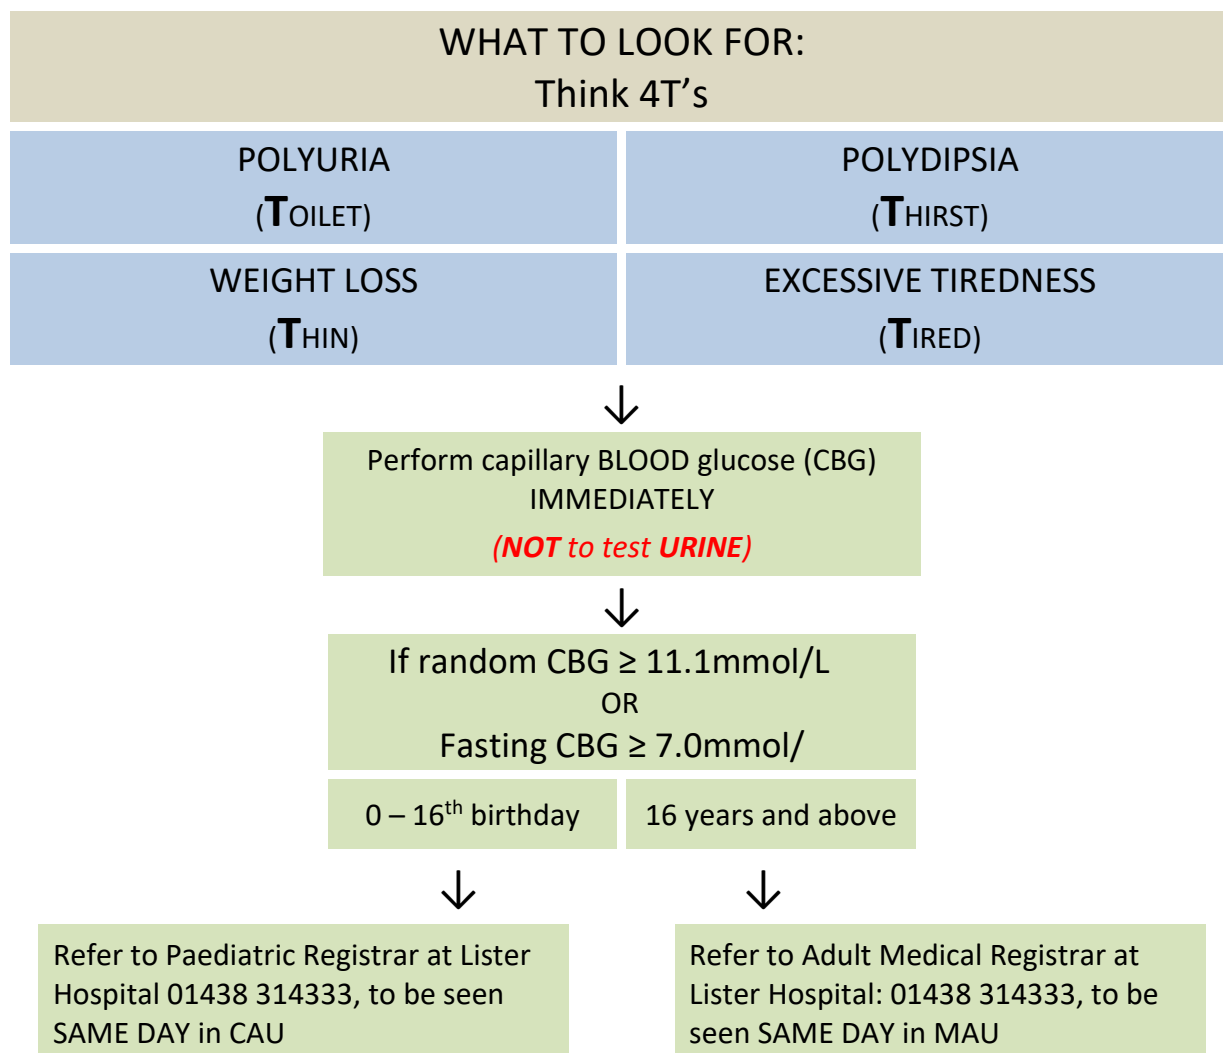 WHAT TO LOOK FOR:
Think 4T’s
POLYURIA
(TOILET)
POLYDIPSIA
(THIRST)
WEIGHT LOSS
(THIN)
EXCESSIVE TIREDNESS
(TIRED)
Perform capillary BLOOD glucose (CBG)
IMMEDIATELY
(NOT to test URINE)
If random CBG ≥ 11.1mmol/L
OR
Fasting CBG ≥ 7.0mmol/
0 – 16th birthday
16 years and above
Refer to Paediatric Registrar at Lister
Hospital 01438 314333, to be seen
SAME DAY in CAU
Refer to Adult Medical Registrar at
Lister Hospital: 01438 314333, to be
seen SAME DAY in MAU